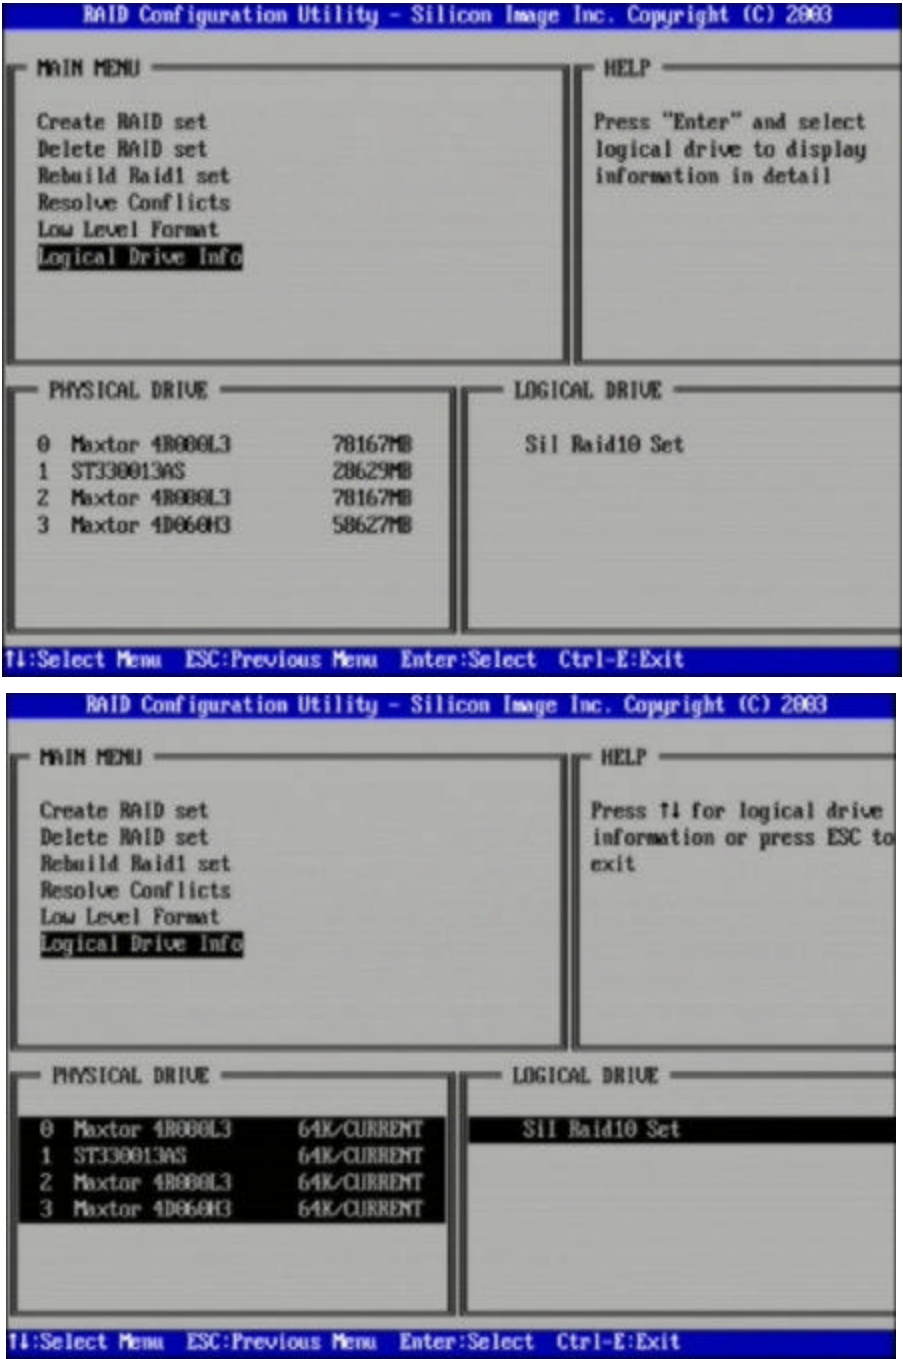 RAID Configuration Utility - Silicon Image Inc. Copyright (C) 2003
MAIN MENU
Create RAID set
Delete RAID set
Rebuild Raid1 set
Resolve Conflicts
Low Level Format
Logical Drive Info
HELP
Press "Enter" and select
logical drive to display
information in detail
PHYSICAL DRIVE
0 Maxtor 4R080L3 78167MB
1 ST330013AS 28629MB
2 Maxtor 4R080L3 78167MB
3 Maxtor 4D060H3 58627MB
LOGICAL DRIVE
Sil Raid10 Set
↑↓:Select Menu ESC:Previous Menu Enter:Select Ctrl-E:Exit
RAID Configuration Utility - Silicon Image Inc. Copyright (C) 2003
MAIN MENU
Create RAID set
Delete RAID set
Rebuild Raid1 set
Resolve Conflicts
Low Level Format
Logical Drive Info
HELP
Press ↑↓ for logical drive
information or press ESC to
exit
PHYSICAL DRIVE
0 Maxtor 4R080L3 64K/CURRENT
1 ST330013AS 64K/CURRENT
2 Maxtor 4R080L3 64K/CURRENT
3 Maxtor 4D060H3 64K/CURRENT
LOGICAL DRIVE
SiI Raid10 Set
↑↓:Select Menu ESC:Previous Menu Enter:Select Ctrl-E:Exit